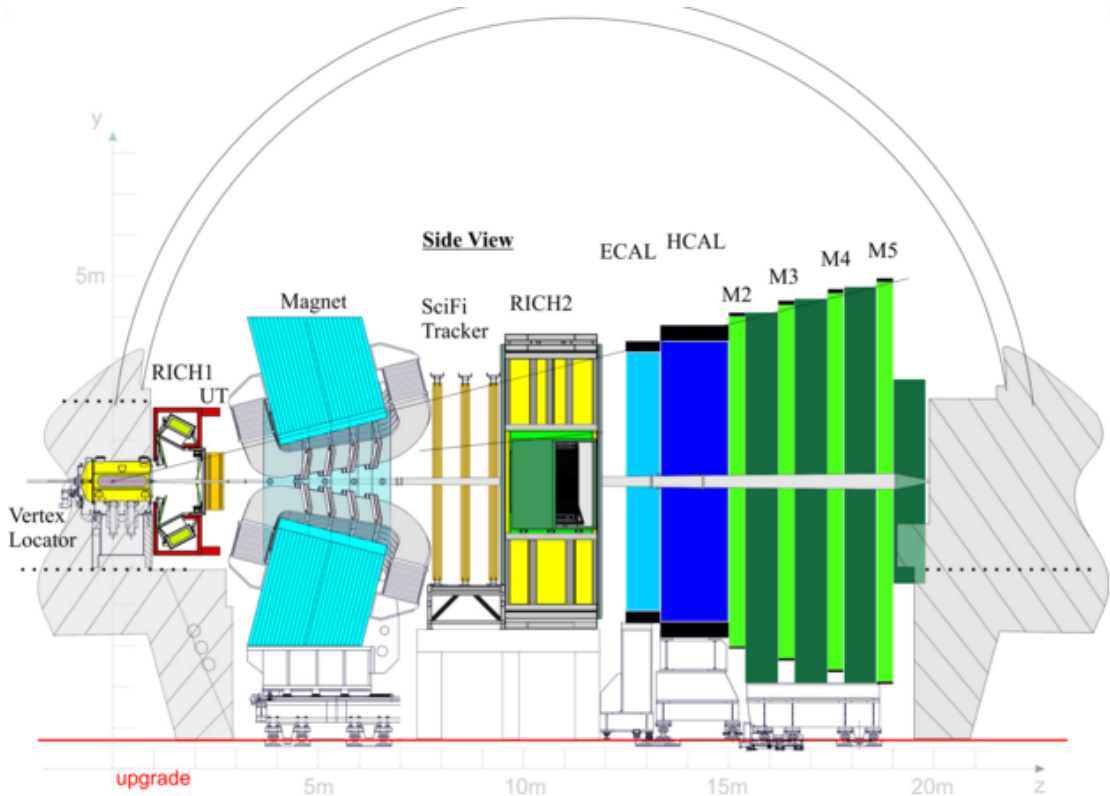 y
Side View
ECAL
HCAL
M5
M4
M3
M2
5m
Magnet
SciFi
Tracker
RICH2
RICH1
UT
Vertex
Locator
upgrade
5m
10m
15m
20m
z